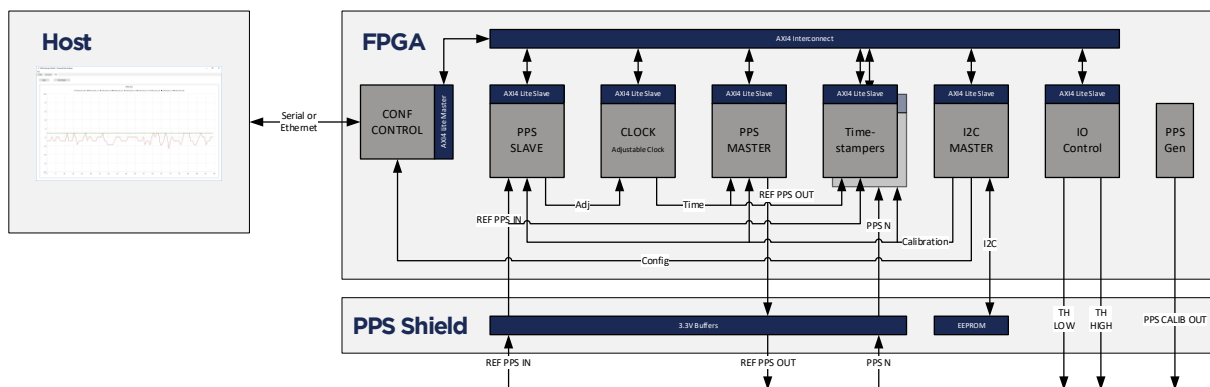 Host
FPGA
AXI4 Interconnect
Serial or
Ethernet
CONF
CONTROL
AXI4 Lite Master
AXI4 Lite Slave
PPS
SLAVE
AXI4 Lite Slave
CLOCK
Adjustable Clock
AXI4 Lite Slave
PPS
MASTER
AXI4 Lite Slave
Time-
stampers
AXI4 Lite Slave
I2C
MASTER
AXI4 Lite Slave
IO
Control
PPS
Gen
Adj
Time
REF PPS OUT
REF PPS IN
PPS N
Calibration
I2C
Config
PPS Shield
3.3V Buffers
EEPROM
TH
LOW
TH
HIGH
PPS CALIB OUT
REF PPS IN
REF PPS OUT
PPS N